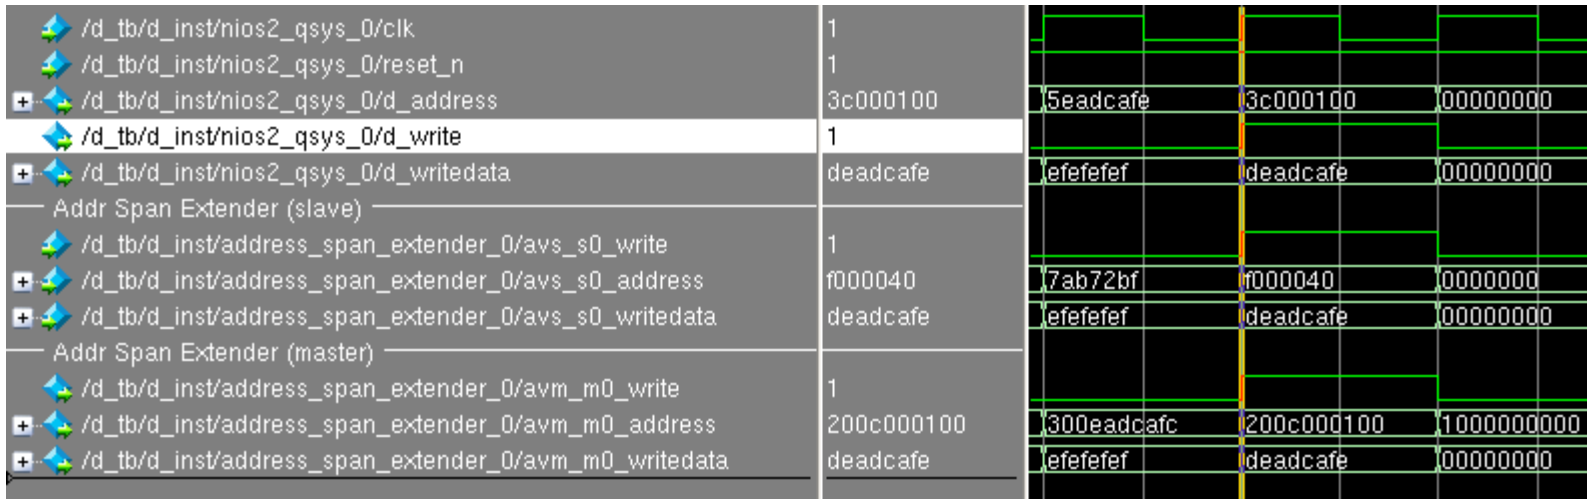 /d_tb/d_inst/nios2_qsys_0/clk 1
/d_tb/d_inst/nios2_qsys_0/reset_n 1
/d_tb/d_inst/nios2_qsys_0/d_address 3c000100 5eadcafe 3c000100 00000000
/d_tb/d_inst/nios2_qsys_0/d_write 1
/d_tb/d_inst/nios2_qsys_0/d_writedata deadcafe efefefef deadcafe 00000000
Addr Span Extender (slave)
/d_tb/d_inst/address_span_extender_0/avs_s0_write 1
/d_tb/d_inst/address_span_extender_0/avs_s0_address f000040 7ab72bf f000040 0000000
/d_tb/d_inst/address_span_extender_0/avs_s0_writedata deadcafe efefefef deadcafe 00000000
Addr Span Extender (master)
/d_tb/d_inst/address_span_extender_0/avm_m0_write 1
/d_tb/d_inst/address_span_extender_0/avm_m0_address 200c000100 300eadcafc 200c000100 1000000000
/d_tb/d_inst/address_span_extender_0/avm_m0_writedata deadcafe efefefef deadcafe 00000000